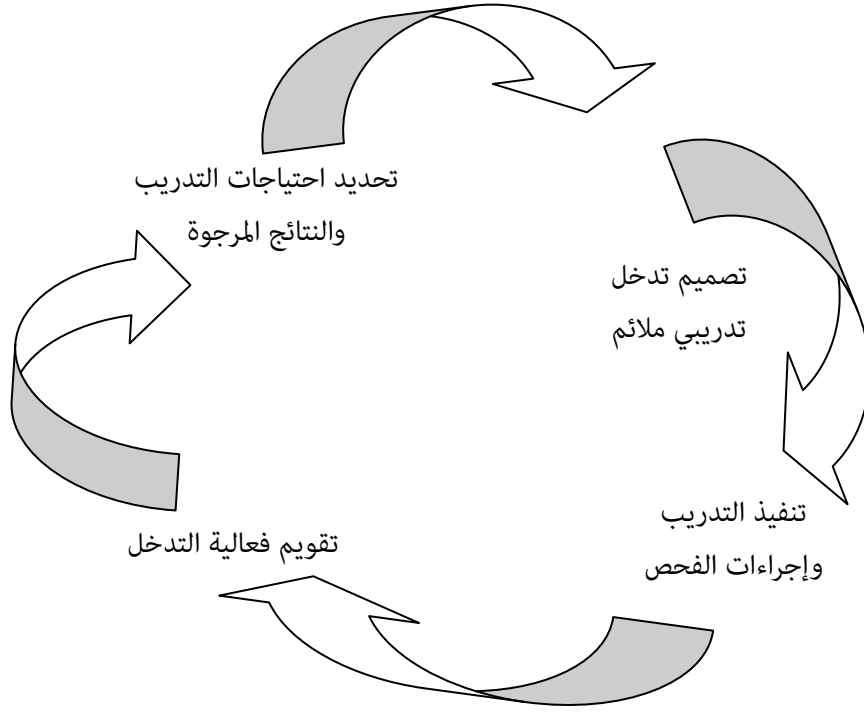 تحديد احتياجات التدريب
والنتائج المرجوة
تصميم تدخل
تدريبي ملائم
تنفيذ التدريب
وإجراءات الفحص
تقويم فعالية التدخل